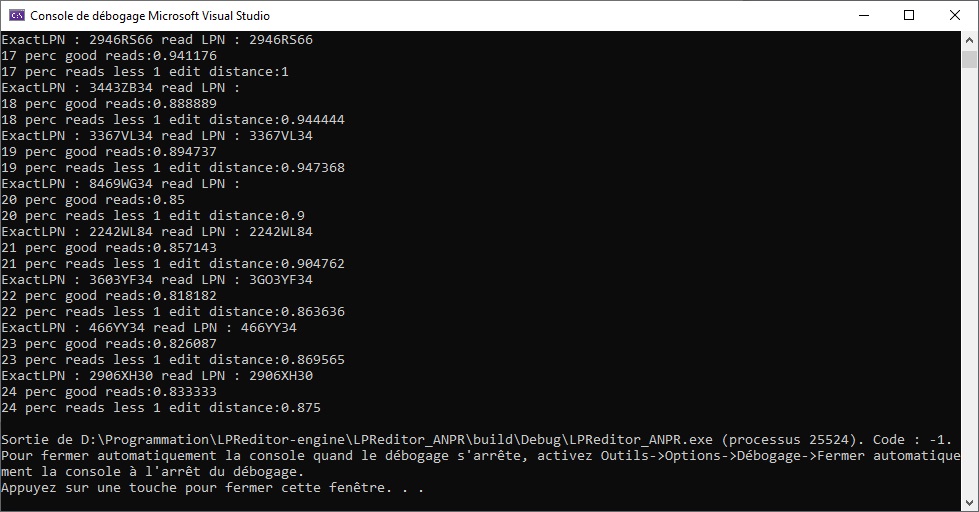 Console de débogage Microsoft Visual Studio
ExactLPN : 2946RS66 read LPN : 2946RS66
17 perc good reads:0.941176
17 perc reads less 1 edit distance:1
ExactLPN : 3443ZB34 read LPN :
18 perc good reads:0.888889
18 perc reads less 1 edit distance:0.944444
ExactLPN : 3367VL34 read LPN : 3367VL34
19 perc good reads:0.894737
19 perc reads less 1 edit distance:0.947368
ExactLPN : 8469WG34 read LPN :
20 perc good reads:0.85
20 perc reads less 1 edit distance:0.9
ExactLPN : 2242WL84 read LPN : 2242WL84
21 perc good reads:0.857143
21 perc reads less 1 edit distance:0.904762
ExactLPN : 3603YF34 read LPN : 3GO3YF34
22 perc good reads:0.818182
22 perc reads less 1 edit distance:0.863636
ExactLPN : 466YY34 read LPN : 466YY34
23 perc good reads:0.826087
23 perc reads less 1 edit distance:0.869565
ExactLPN : 2906XH30 read LPN : 2906XH30
24 perc good reads:0.833333
24 perc reads less 1 edit distance:0.875
Sortie de D:\Programmation\LPReditor-engine\LPReditor_ANPR\build\Debug\LPReditor_ANPR.exe (processus 25524). Code : -1.
Pour fermer automatiquement la console quand le débogage s'arrête, activez Outils->Options->Débogage->Fermer automatique
ment la console à l'arrêt du débogage.
Appuyez sur une touche pour fermer cette fenêtre. . .